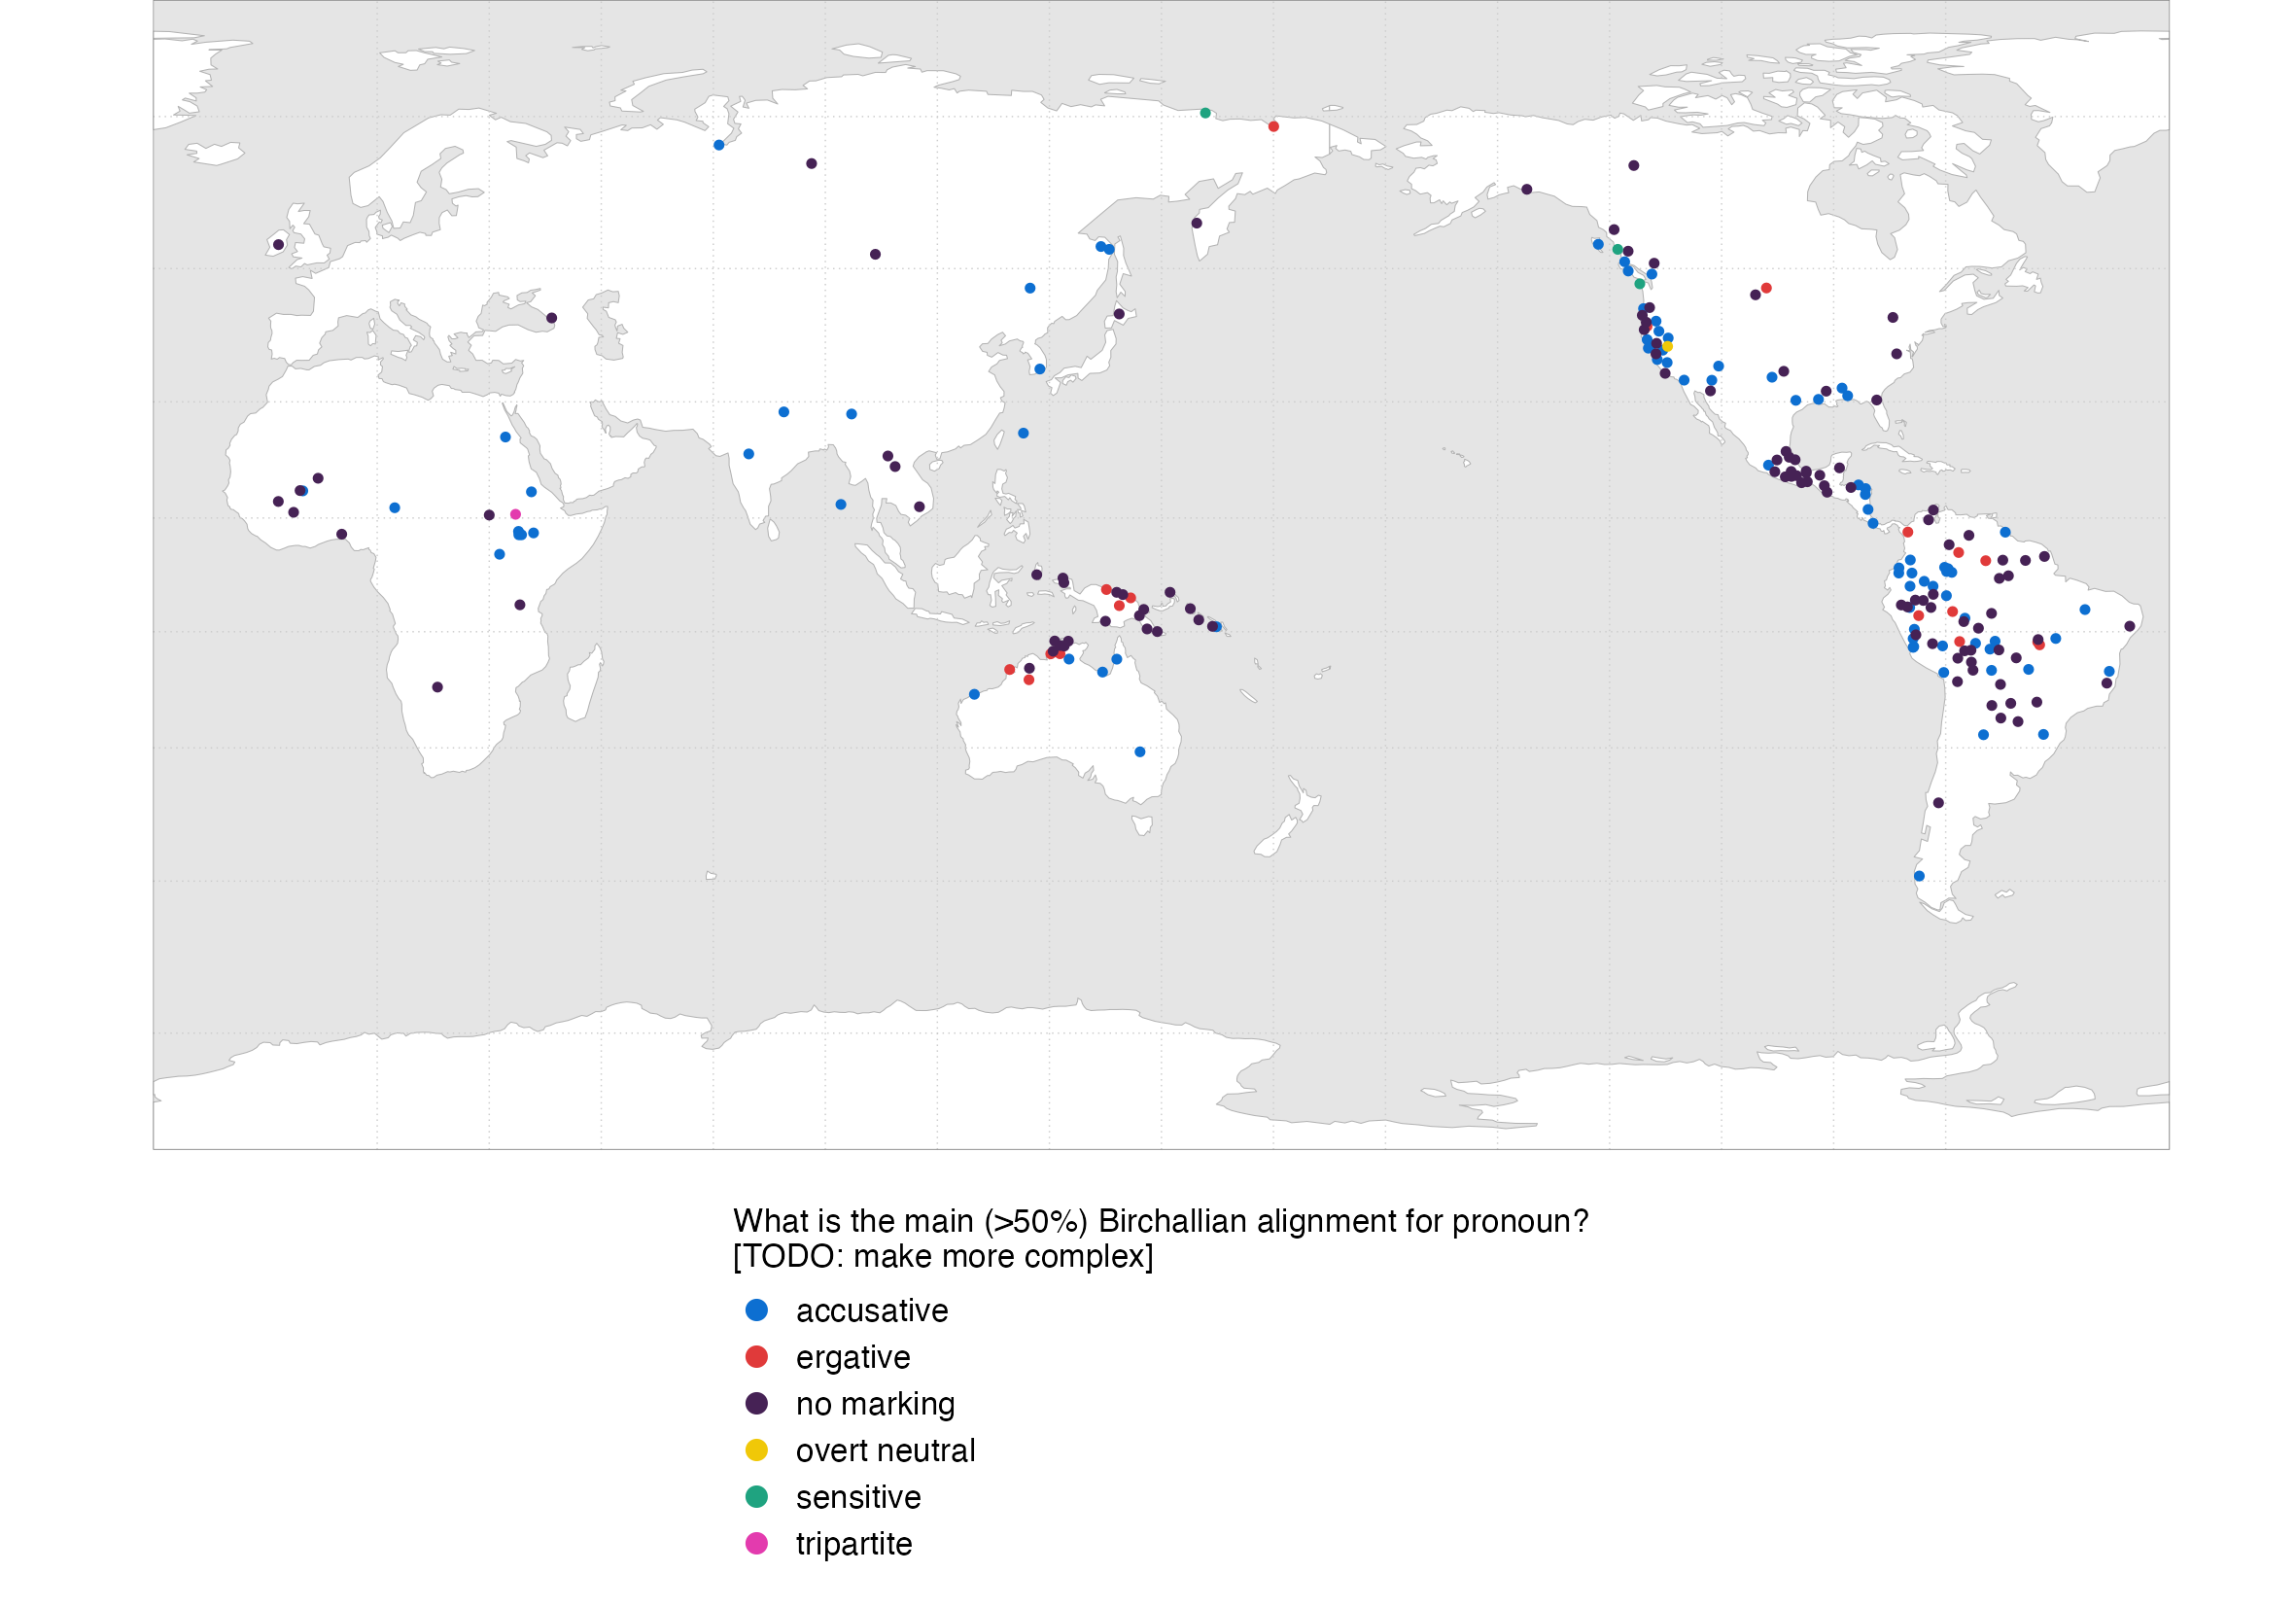 What is the main (>50%) Birchallian alignment for pronoun?
[TODO: make more complex]
accusative
ergative
no marking
overt neutral
sensitive
tripartite